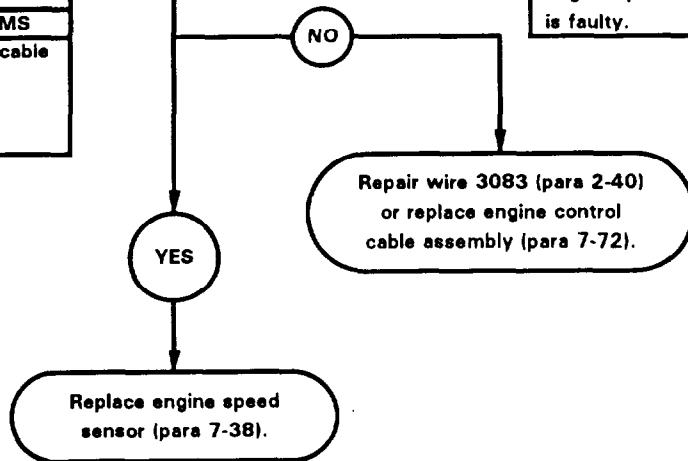 MS
cable
is faulty.
NO
Repair wire 3083 (para 2-40)
or replace engine control
cable assembly (para 7-72).
YES
Replace engine speed
sensor (para 7-38).